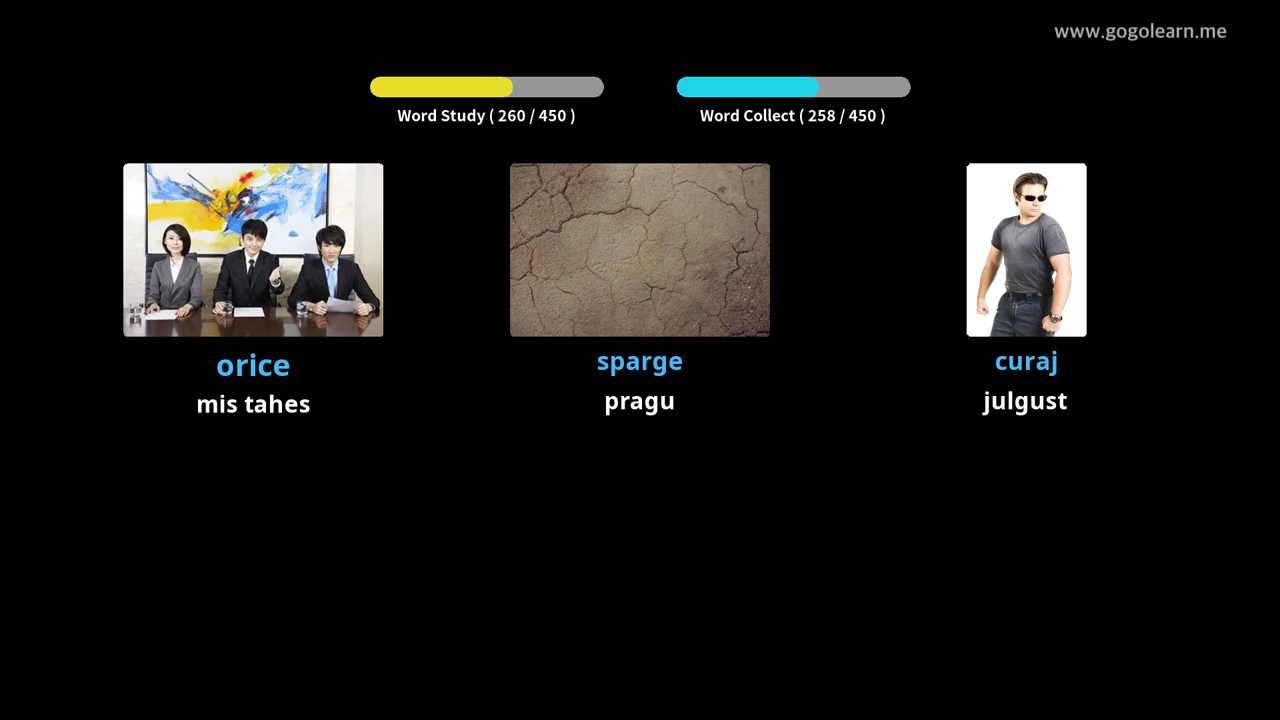 www.gogolearn.me
Word Study ( 260 / 450 )
Word Collect ( 258 / 450 )
orice
mis tahes
sparge
pragu
curaj
julgust